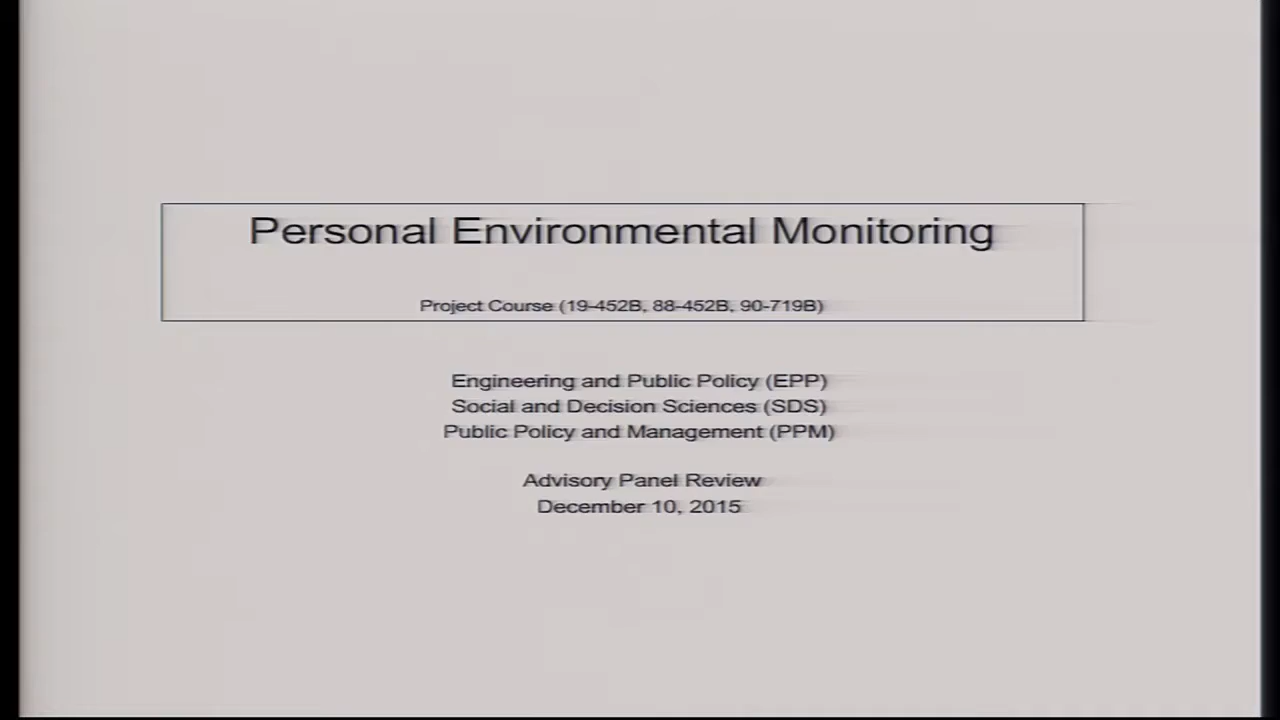 Personal Environmental Monitoring
Project Course (19-452B, 88-452B, 90-719B)
Engineering and Public Policy (EPP)
Social and Decision Sciences (SDS)
Public Policy and Management (PPM)
Advisory Panel Review
December 10, 2015